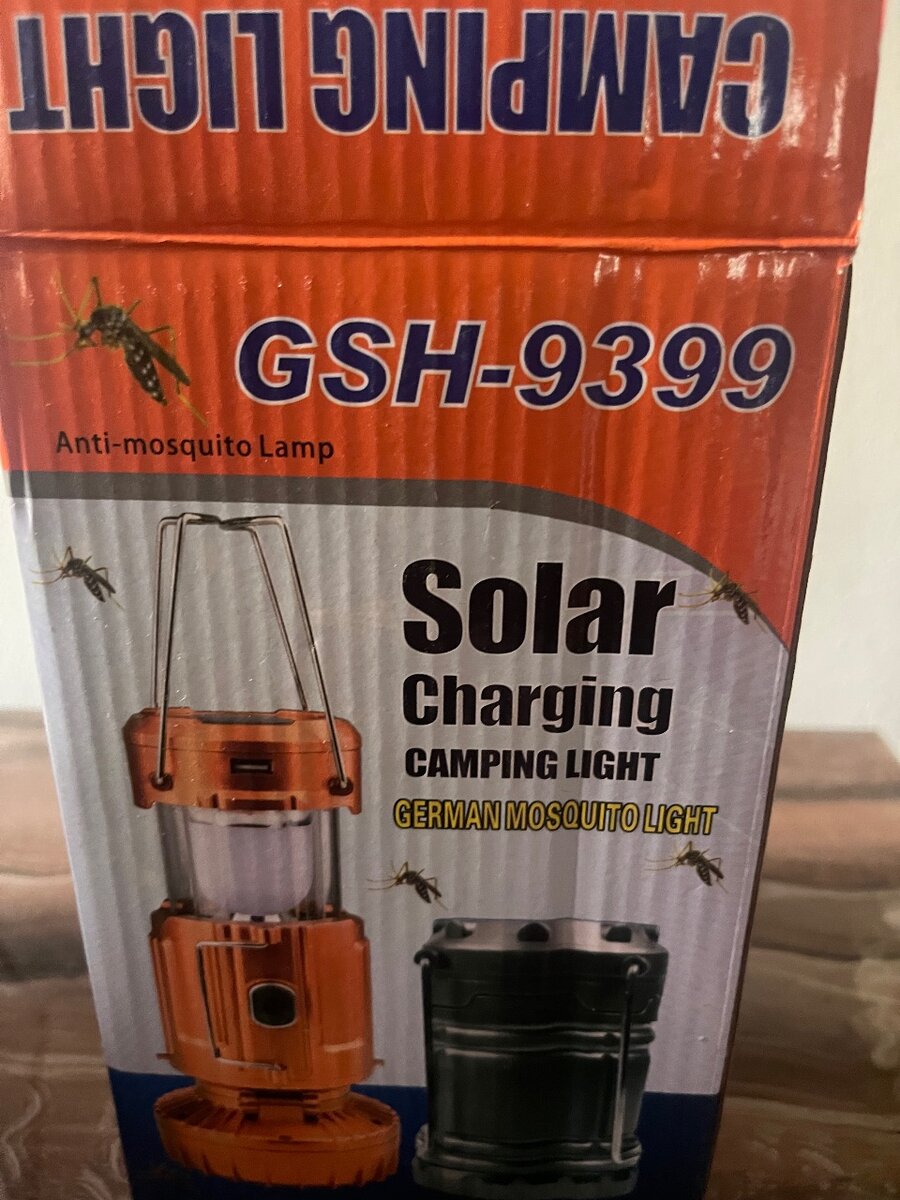 CAMPING LIGHT
GSH-9399
Anti-mosquito Lamp
Solar
Charging
CAMPING LIGHT
GERMAN MOSQUITO LIGHT